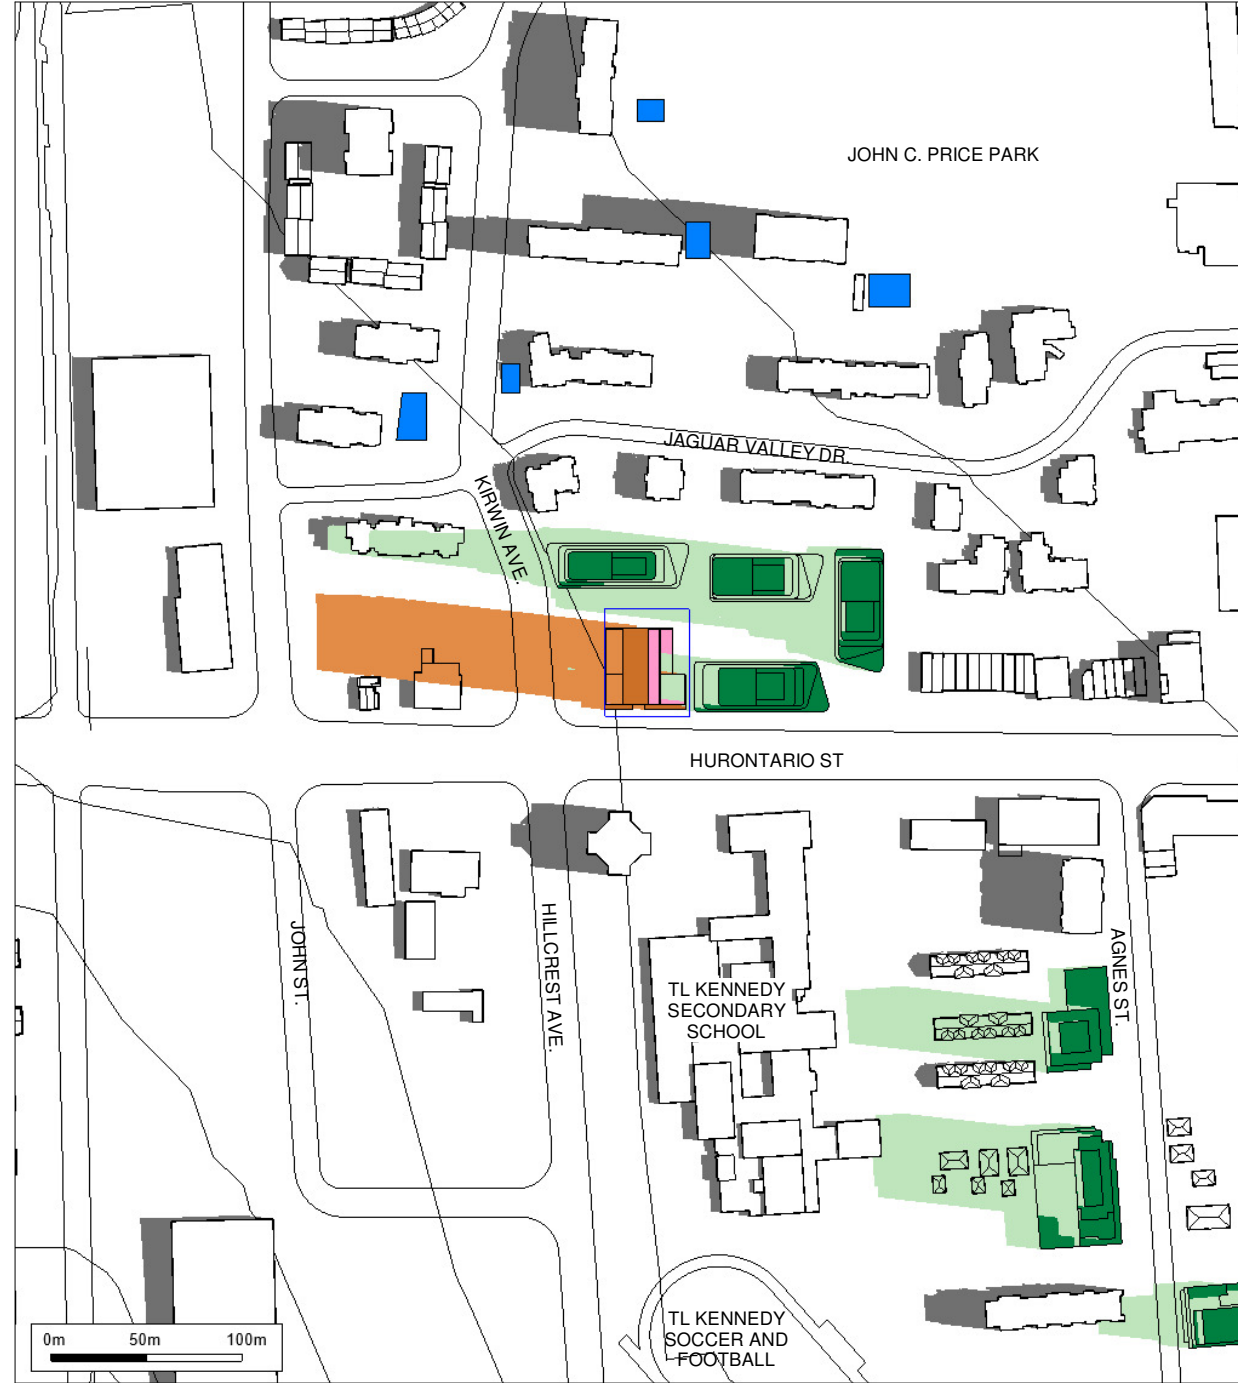 JOHN C. PRICE PARK
JAGUAR VALLEY DR.
KIRWIN AVE.
HURONTARIO ST
JOHN ST.
HILLCREST AVE.
AGNES ST.
TL KENNEDY
SECONDARY
SCHOOL
TL KENNEDY
SOCCER AND
FOOTBALL
0m 50m 100m